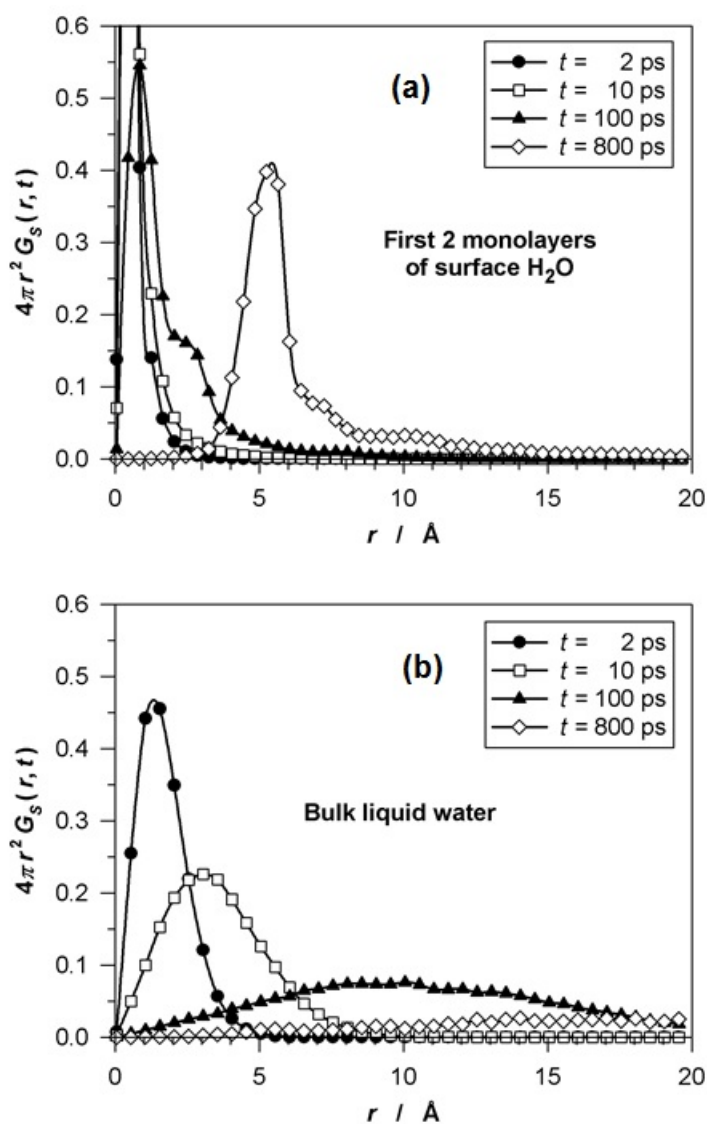 0.6
(a)
t = 2 ps
t = 10 ps
t = 100 ps
t = 800 ps
0.5
0.4
First 2 monolayers
of surface H₂O
0.3
4πr²Gₛ(r,t)
0.2
0.1
0.0
0 5 10 15 20
r / Å
0.6
(b)
t = 2 ps
t = 10 ps
t = 100 ps
t = 800 ps
0.5
0.4
Bulk liquid water
0.3
4πr²Gₛ(r,t)
0.2
0.1
0.0
0 5 10 15 20
r / Å